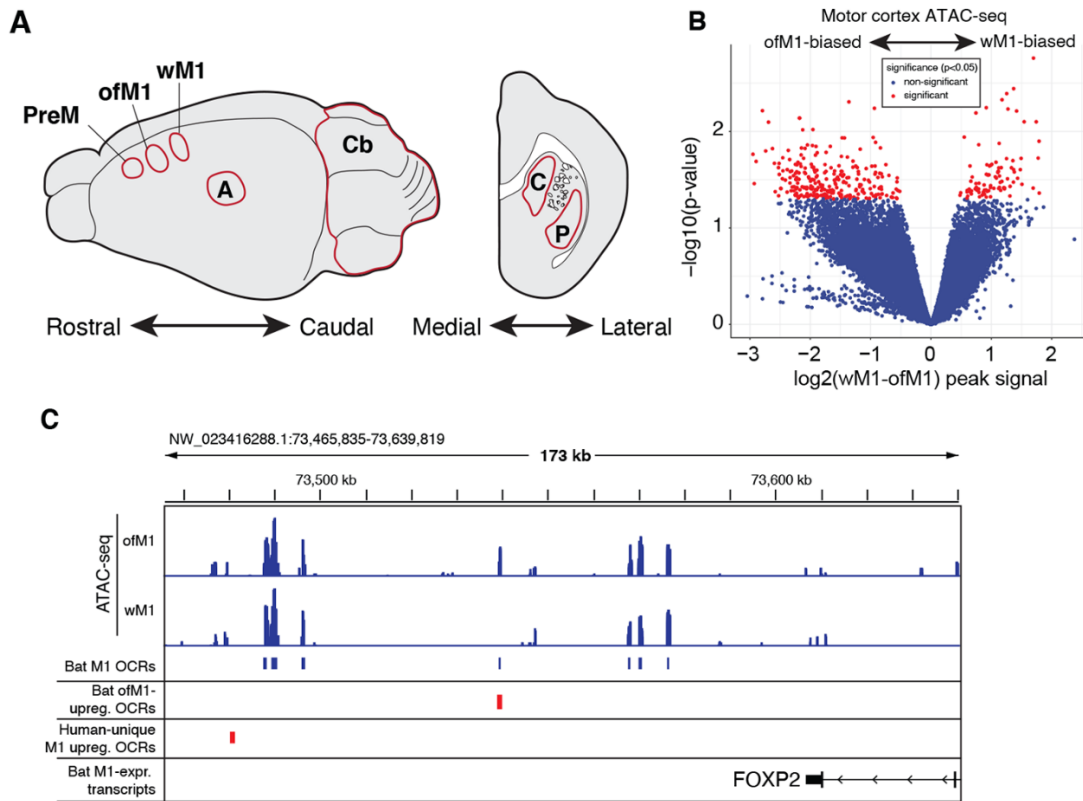 A
PreM
ofM1
wM1
A
Cb
C
P
Rostral
Caudal
Medial
Lateral
B
Motor cortex ATAC-seq
ofM1-biased
wM1-biased
significance (p<0.05)
non-significant
significant
−log10(p-value)
2
1
0
−3
−2
−1
0
1
2
log2(wM1-ofM1) peak signal
C
NW_023416288.1:73,465,835-73,639,819
173 kb
73,500 kb
73,600 kb
ATAC-seq
ofM1
wM1
Bat M1 OCRs
Bat ofM1-
upreg. OCRs
Human-unique
M1 upreg. OCRs
Bat M1-expr.
transcripts
FOXP2